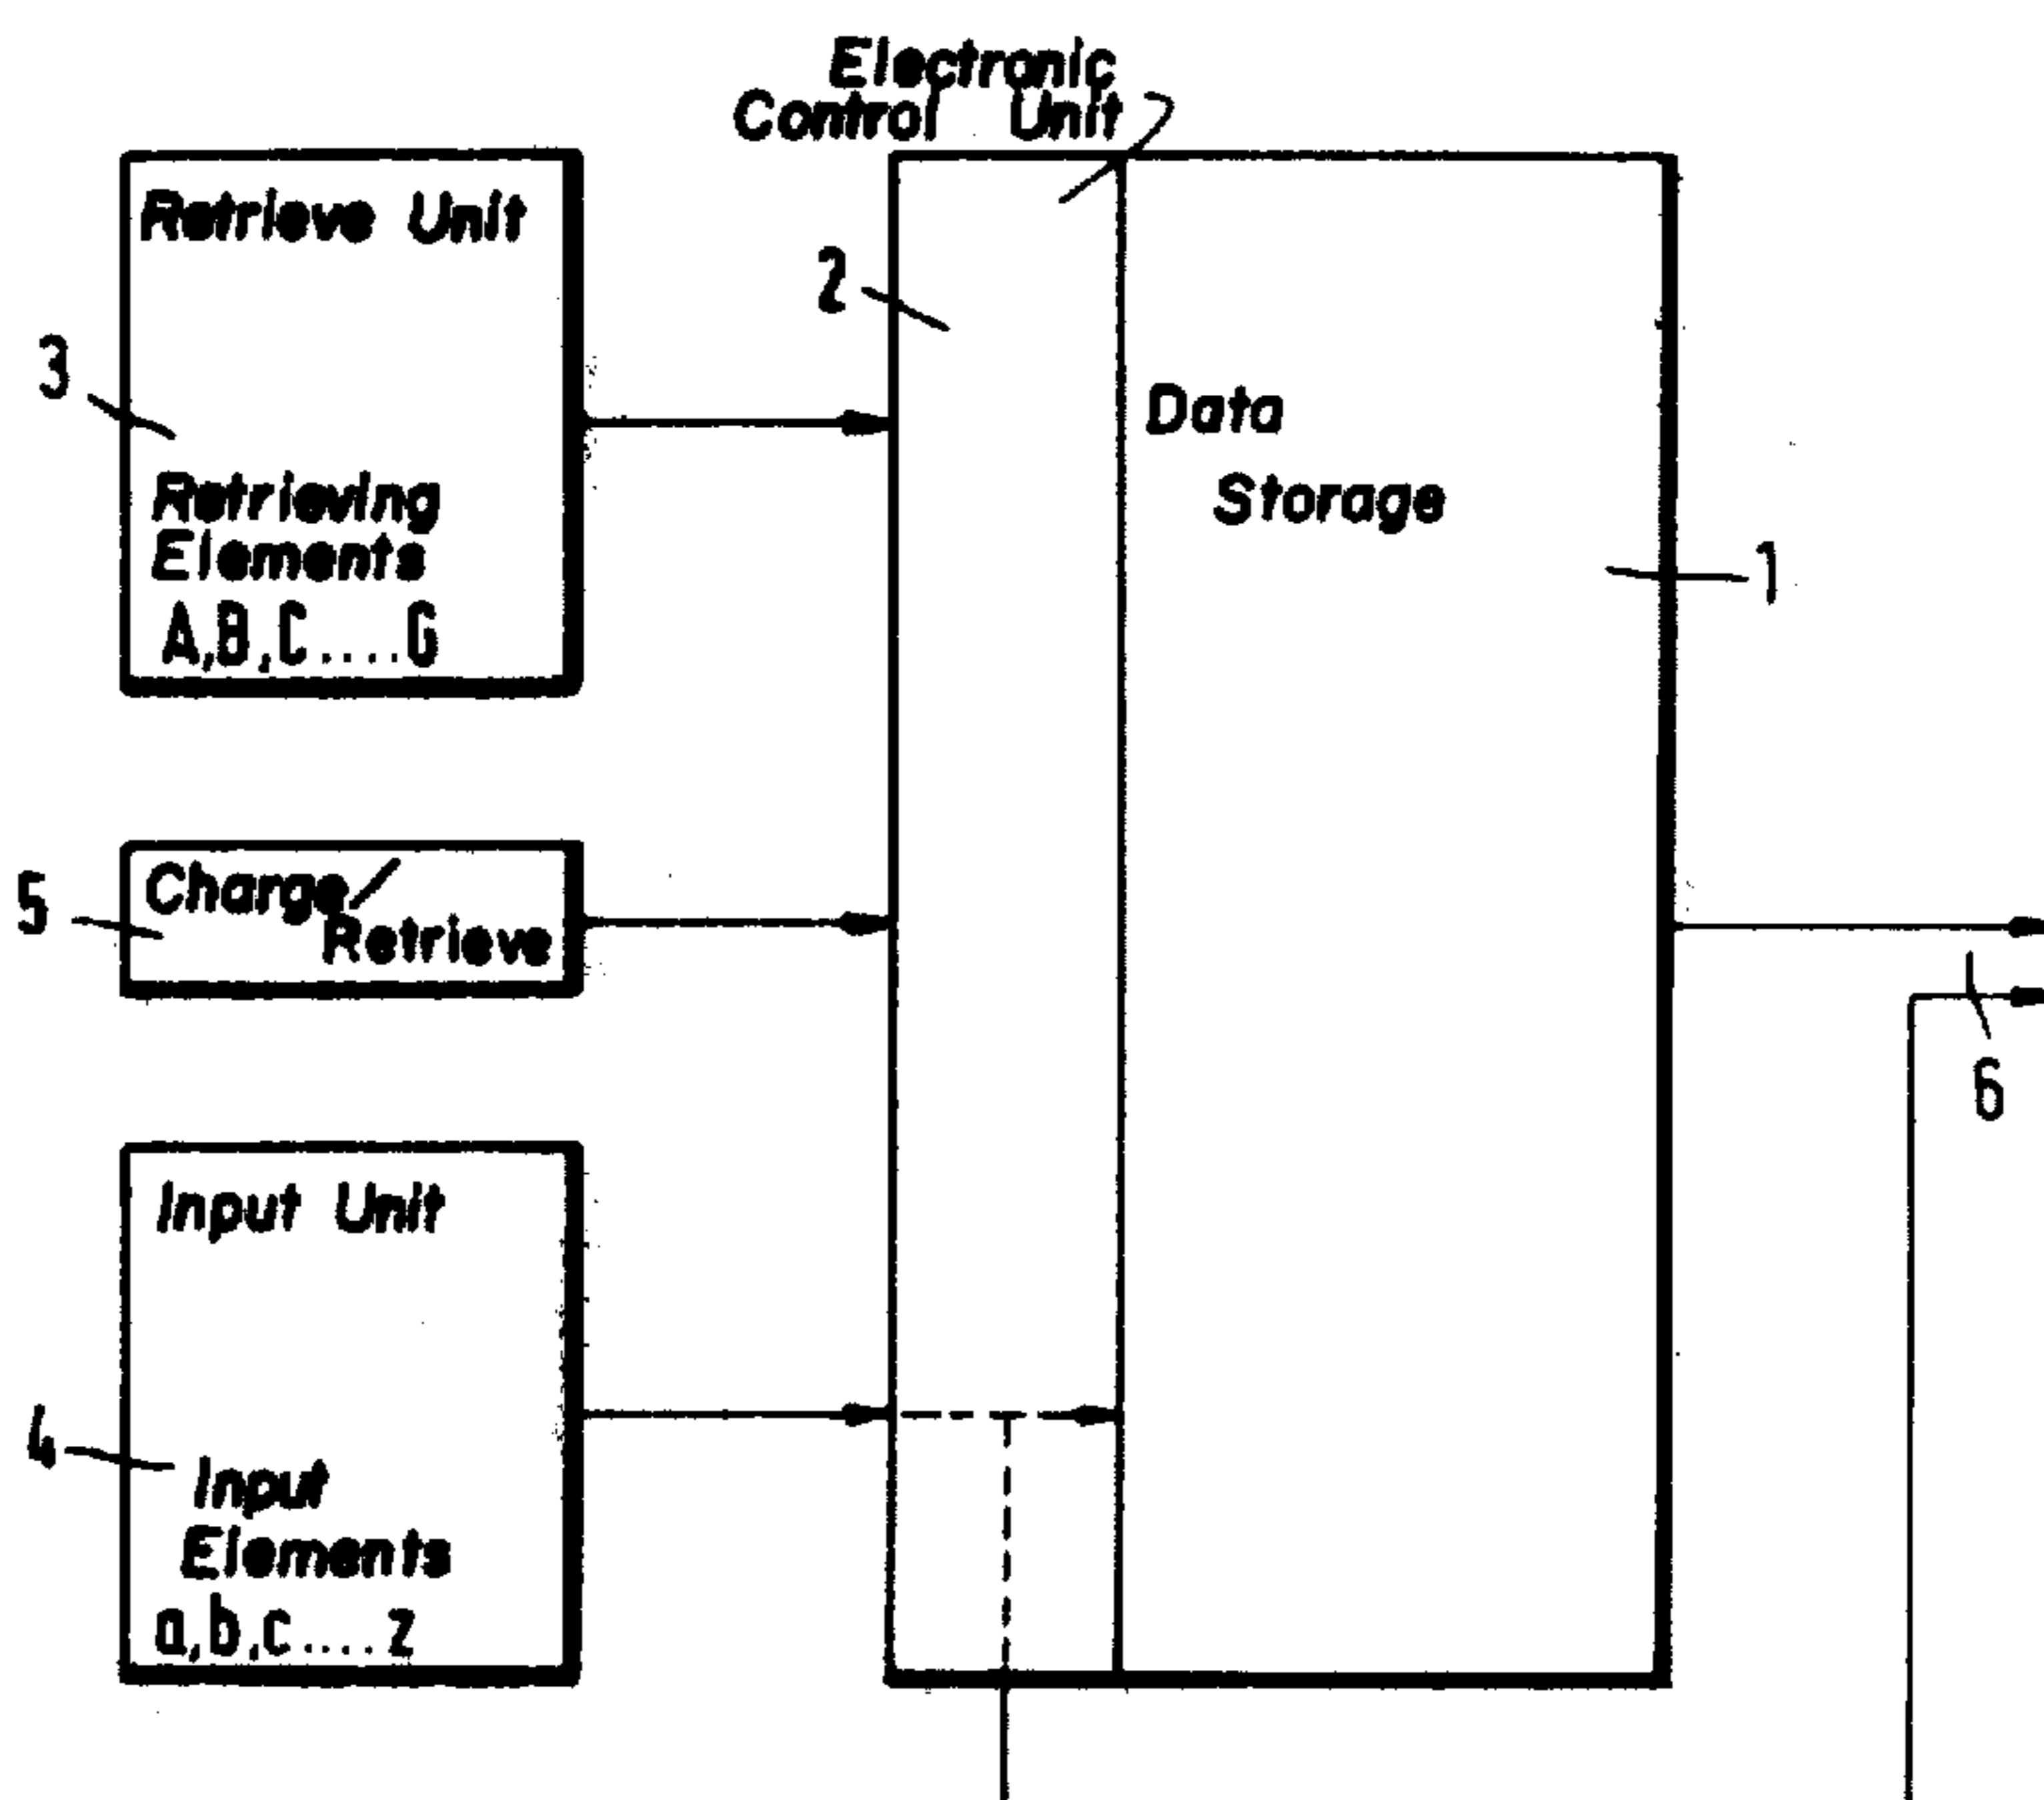 Electronic
Control Unit
Retrieve Unit
2
3
Data
Storage
Retrieving
Elements
A,B,C....G
1
5
Charge/
Retrieve
6
Input Unit
4
Input
Elements
a,b,c....z